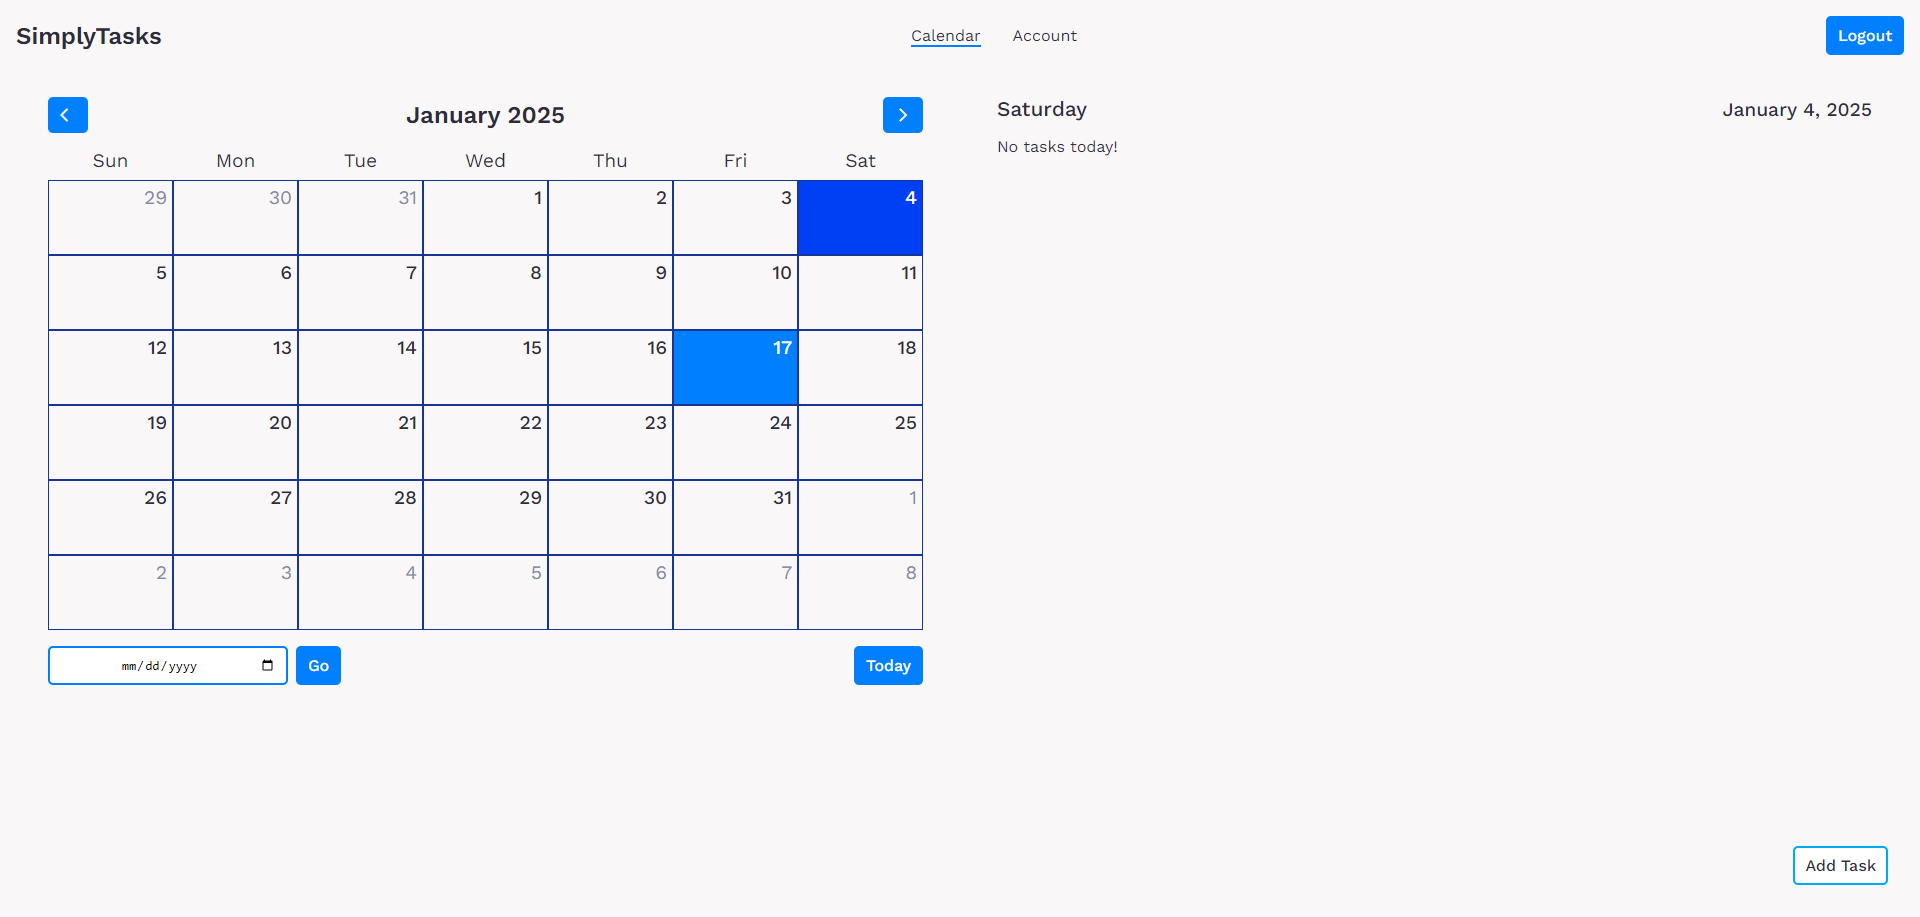 SimplyTasks
Calendar Account
Logout
January 2025
Sun Mon Tue Wed Thu Fri Sat
29 30 31 1 2 3 4
5 6 7 8 9 10 11
12 13 14 15 16 17 18
19 20 21 22 23 24 25
26 27 28 29 30 31 1
2 3 4 5 6 7 8
mm/dd/yyyy
Go
Today
Saturday
January 4, 2025
No tasks today!
Add Task